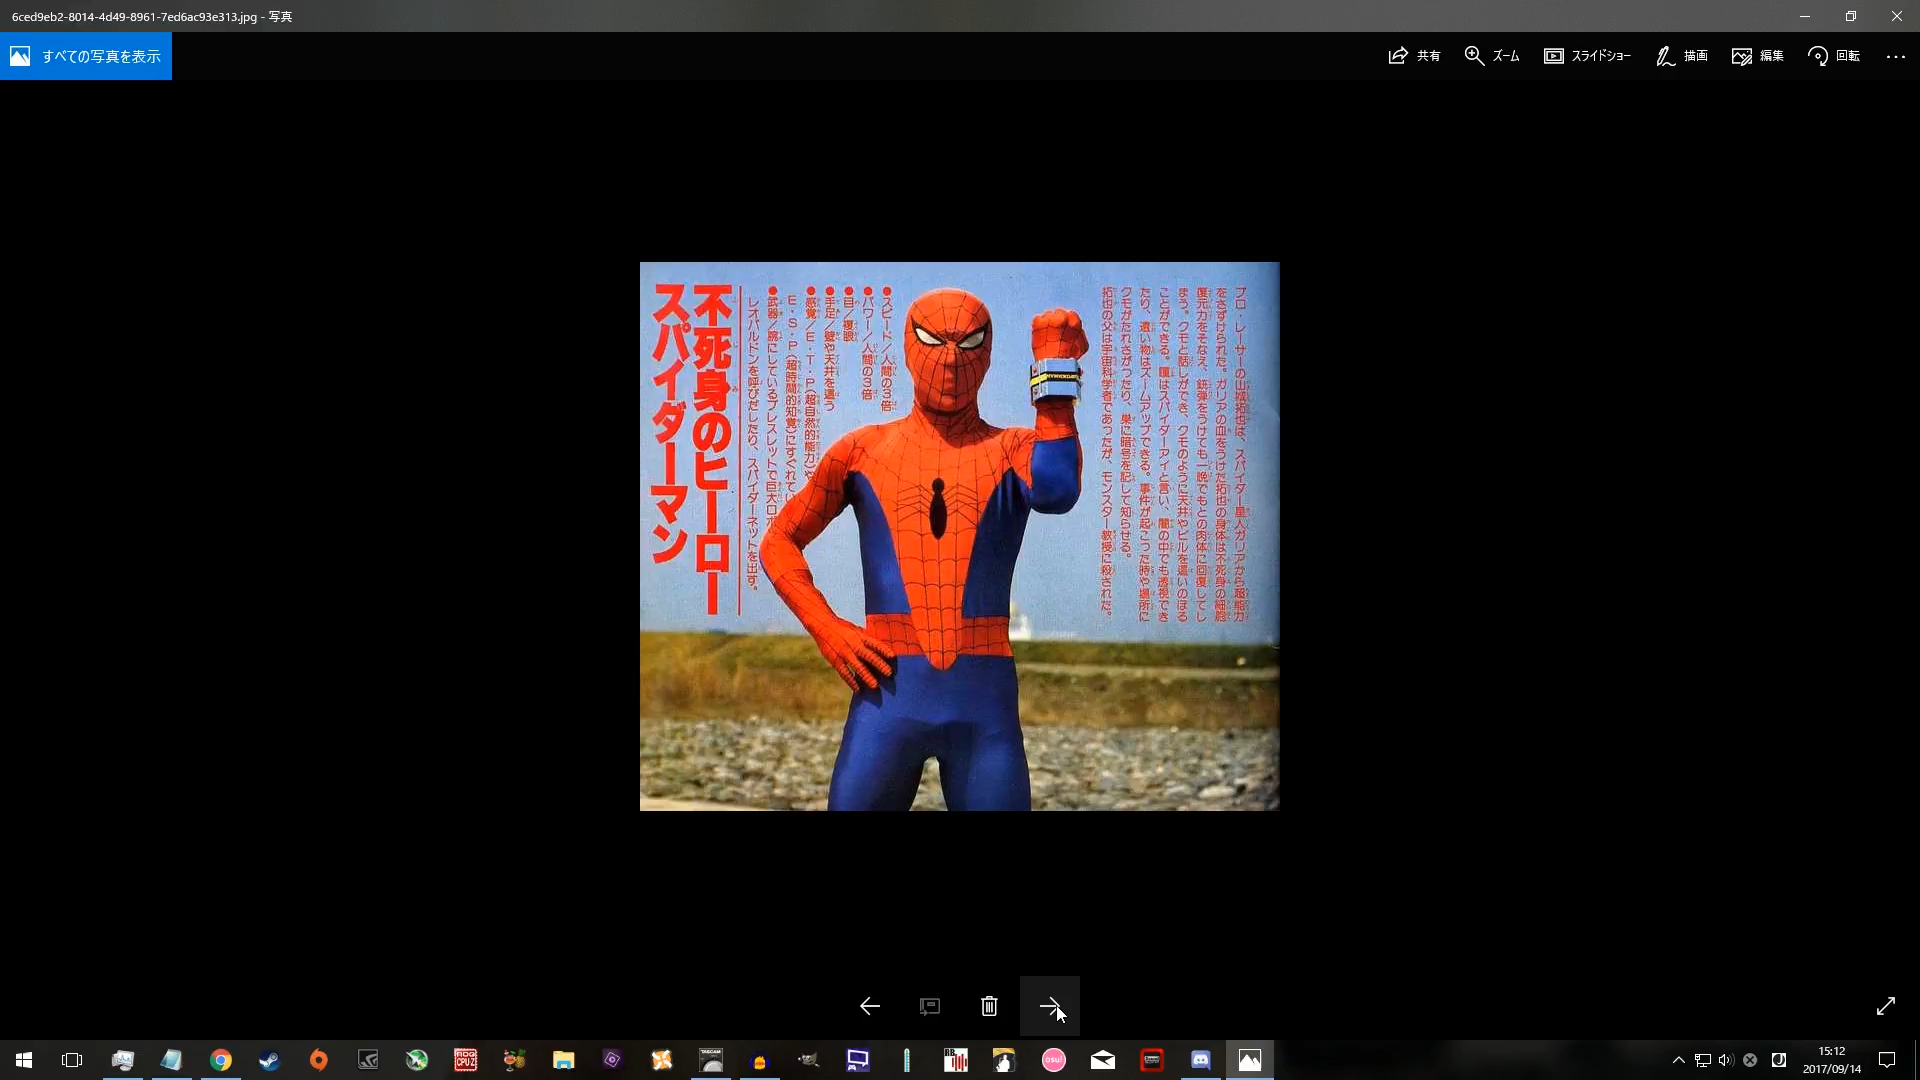 6ced9eb2-8014-4d49-8961-7ed6ac93e313.jpg - 写真
すべての写真を表示
共有
ズーム
スライドショー
描画
編集
回転
プロ・レーサーの山城拓也は、スパイダー星人ガリアから超能力
をさずけられた。ガリアの血をうけた拓也の身体は不死身の細胞
復元力をそなえ、銃弾をうけても一晩でもとの肉体に回復してし
まう。クモと話しができ、クモのように天井やビルを這いのぼる
ことができる。瞳はスパイダーアイと言い、闇の中でも透視でき
たり、遠い物はズームアップできる。事件が起こった時や場所に
クモがたれさがったり、巣に暗号を記して知らせる。
拓也の父は宇宙科学者であったが、モンスター教授に殺された。
●スピード/人間の3倍
●パワー/人間の3倍
●目/複眼
●手足/壁や天井を這う
●感覚/E・T・P(超自然的能力)や
E・S・P(超時間的知覚)にすぐれてい
●武器/腕にしているブレスレットで巨大ロボ
レオパルドンを呼びだしたり、スパイダーネットを出す。
不死身のヒーロー
スパイダーマン
15:12
2017/09/14